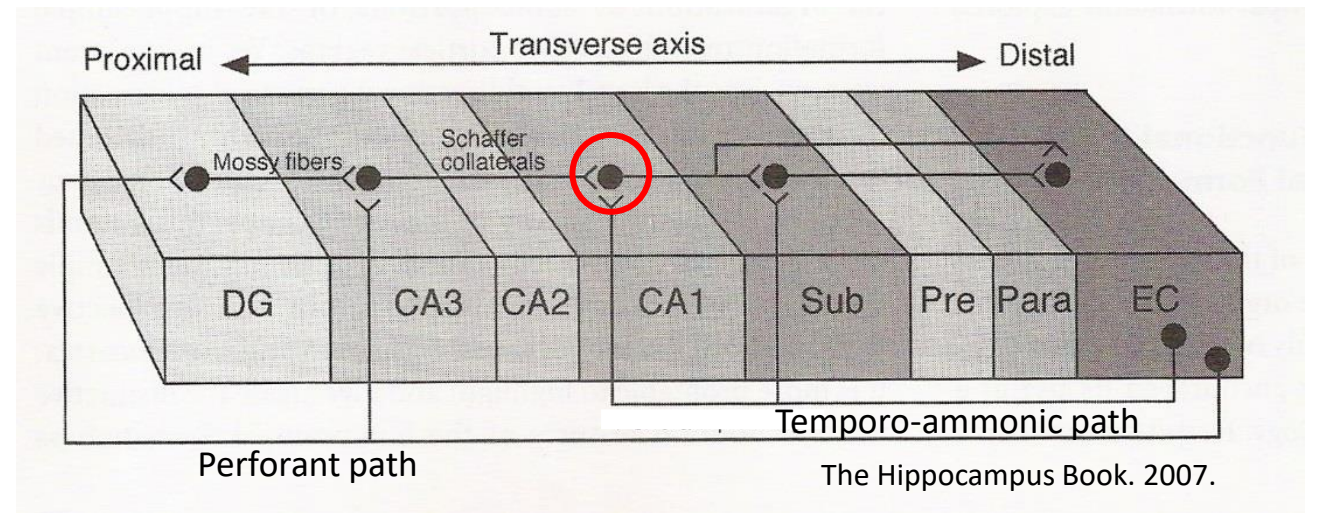 Transverse axis
Proximal
Distal
Mossy fibers
Schaffer
collaterals
DG
CA3
CA2
CA1
Sub
Pre
Para
EC
Temporo-ammonic path
Perforant path
The Hippocampus Book. 2007.